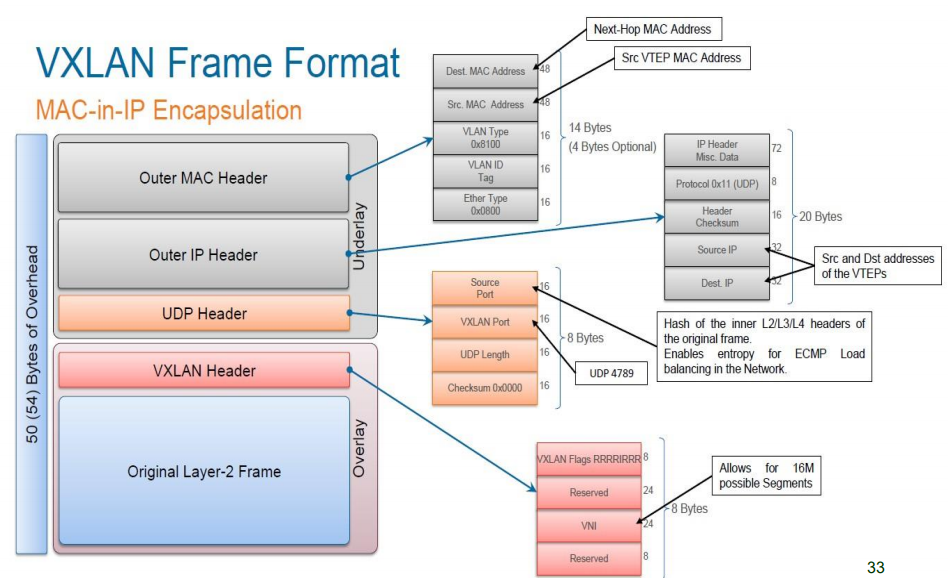 VXLAN Frame Format
MAC-in-IP Encapsulation
50 (54) Bytes of Overhead
Outer MAC Header
Outer IP Header
UDP Header
Underlay
VXLAN Header
Original Layer-2 Frame
Overlay
Next-Hop MAC Address
Src VTEP MAC Address
Dest. MAC Address
48
Src. MAC Address
48
VLAN Type
0x8100
16
VLAN ID
Tag
16
Ether Type
0x0800
16
14 Bytes
(4 Bytes Optional)
IP Header
Misc. Data
72
Protocol 0x11 (UDP)
8
Header
Checksum
16
Source IP
32
Dest. IP
32
20 Bytes
Src and Dst addresses
of the VTEPs
Source
Port
16
VXLAN Port
16
UDP Length
16
Checksum 0x0000
16
8 Bytes
Hash of the inner L2/L3/L4 headers of
the original frame.
Enables entropy for ECMP Load
balancing in the Network.
UDP 4789
VXLAN Flags RRRRIRRR
8
Reserved
24
VNI
24
Reserved
8
8 Bytes
Allows for 16M
possible Segments
33